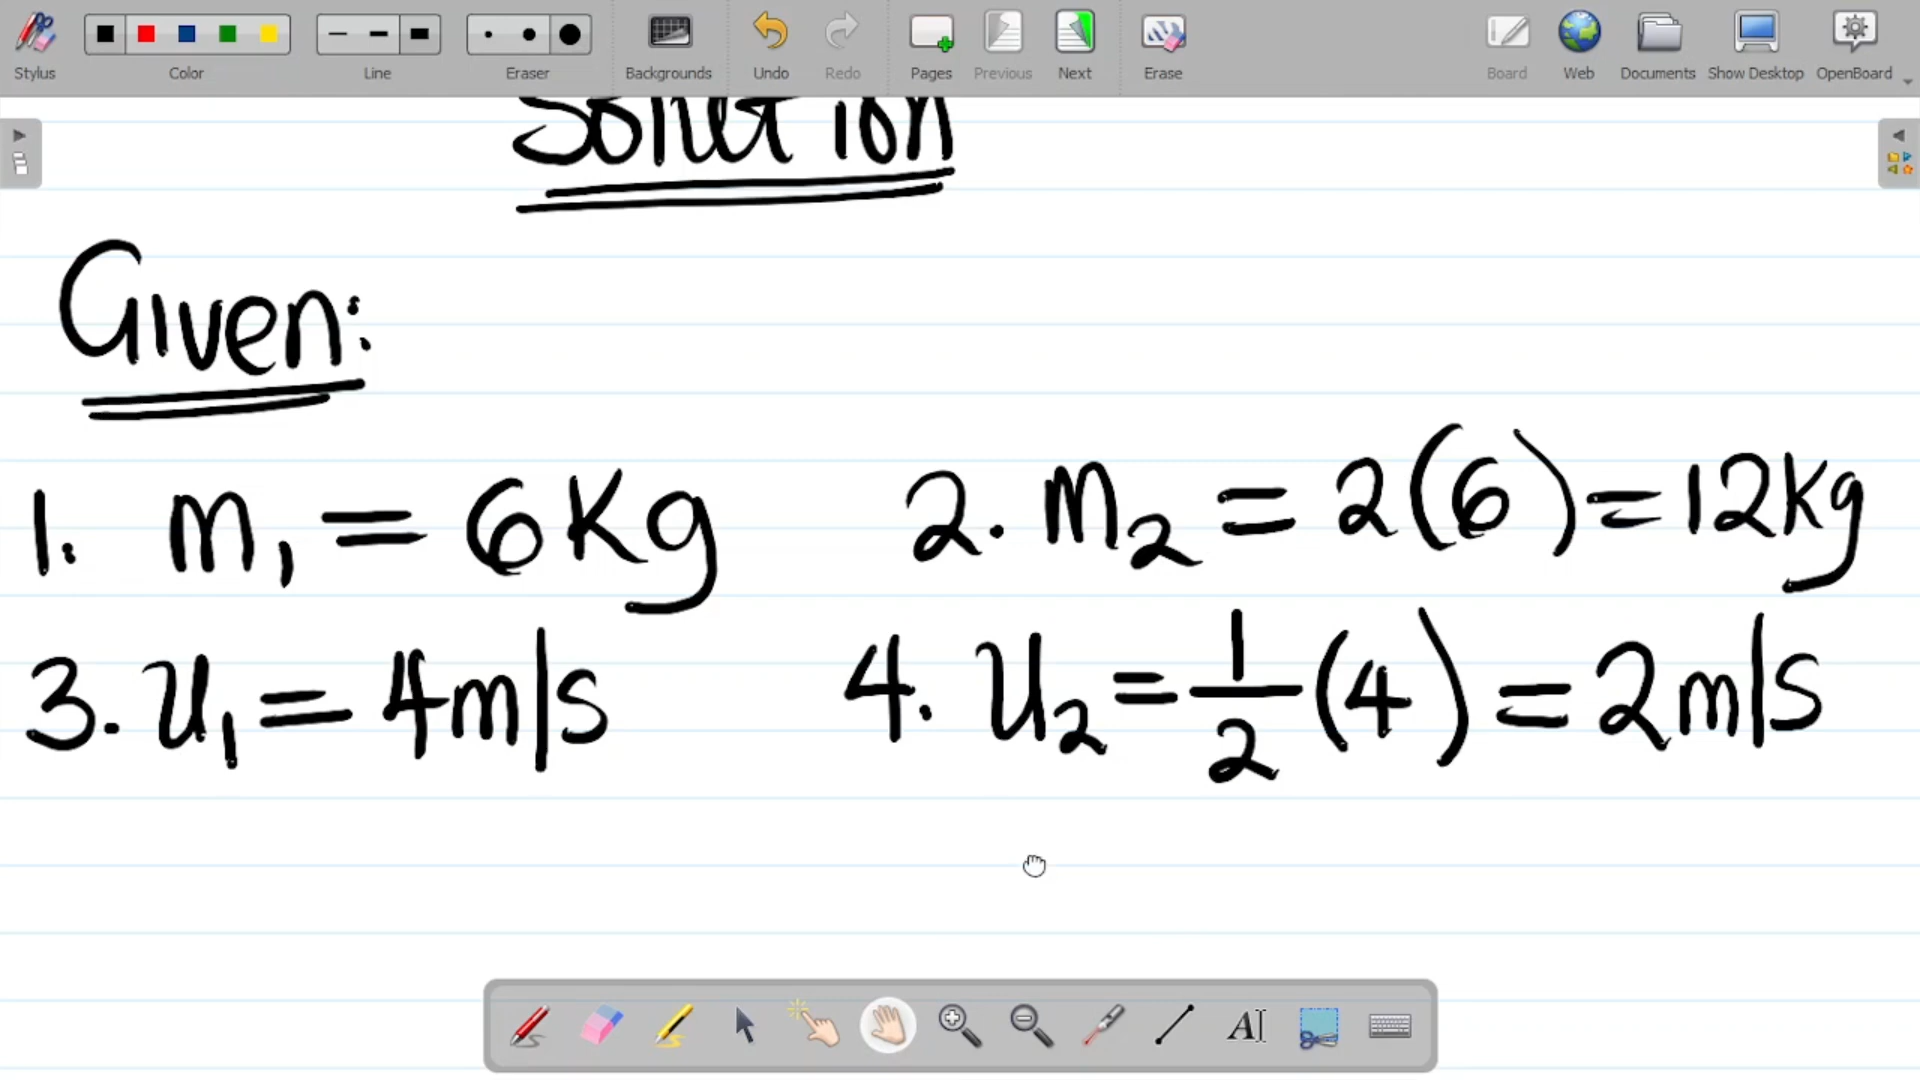 Stylus Color Line Eraser Backgrounds Undo Redo Pages Previous Next Erase Board Web Documents Show Desktop OpenBoard
Solution
Given:
1. m₁ = 6Kg 2. m₂ = 2(6) = 12kg
3. u₁ = 4m/s 4. u₂ = 1/2 (4) = 2m/s